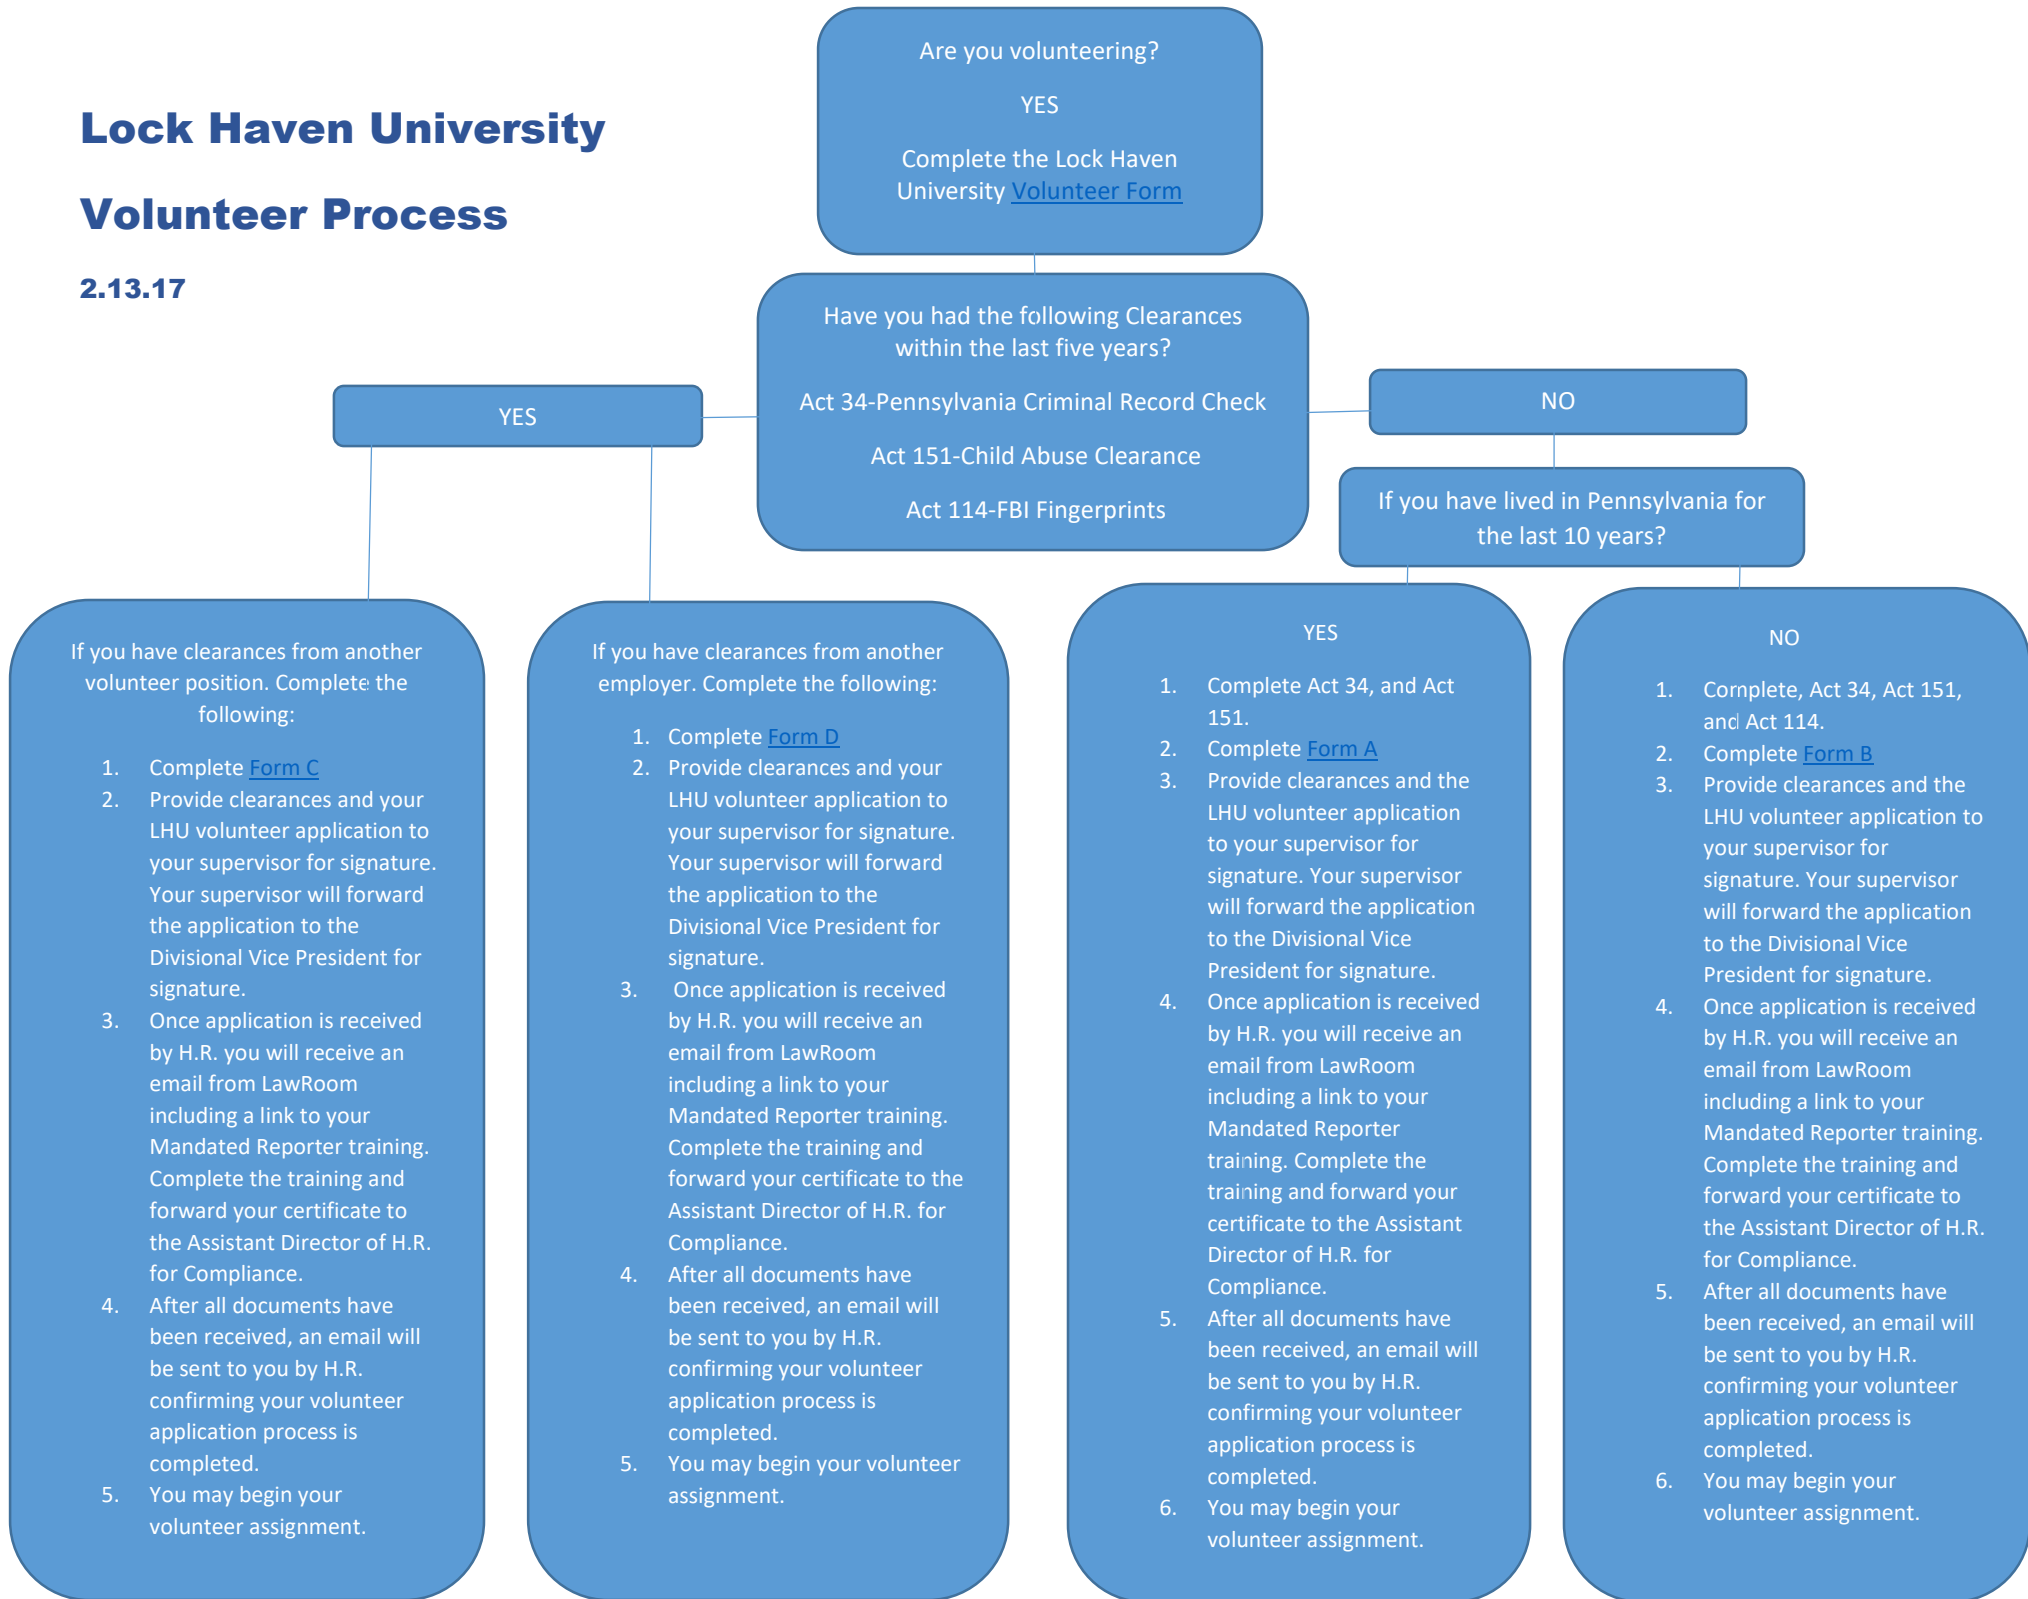 Lock Haven University
Volunteer Process
2.13.17
Are you volunteering?
YES
Complete the Lock Haven
University Volunteer Form
Have you had the following Clearances
within the last five years?
Act 34-Pennsylvania Criminal Record Check
Act 151-Child Abuse Clearance
Act 114-FBI Fingerprints
YES
NO
If you have lived in Pennsylvania for
the last 10 years?
If you have clearances from another
volunteer position. Complete the
following:
1. Complete Form C
2. Provide clearances and your
LHU volunteer application to
your supervisor for signature.
Your supervisor will forward
the application to the
Divisional Vice President for
signature.
3. Once application is received
by H.R. you will receive an
email from LawRoom
including a link to your
Mandated Reporter training.
Complete the training and
forward your certificate to
the Assistant Director of H.R.
for Compliance.
4. After all documents have
been received, an email will
be sent to you by H.R.
confirming your volunteer
application process is
completed.
5. You may begin your
volunteer assignment.
If you have clearances from another
employer. Complete the following:
1. Complete Form D
2. Provide clearances and your
LHU volunteer application to
your supervisor for signature.
Your supervisor will forward
the application to the
Divisional Vice President for
signature.
3. Once application is received
by H.R. you will receive an
email from LawRoom
including a link to your
Mandated Reporter training.
Complete the training and
forward your certificate to the
Assistant Director of H.R. for
Compliance.
4. After all documents have
been received, an email will
be sent to you by H.R.
confirming your volunteer
application process is
completed.
5. You may begin your volunteer
assignment.
YES
1. Complete Act 34, and Act
151.
2. Complete Form A
3. Provide clearances and the
LHU volunteer application
to your supervisor for
signature. Your supervisor
will forward the application
to the Divisional Vice
President for signature.
4. Once application is received
by H.R. you will receive an
email from LawRoom
including a link to your
Mandated Reporter
training. Complete the
training and forward your
certificate to the Assistant
Director of H.R. for
Compliance.
5. After all documents have
been received, an email will
be sent to you by H.R.
confirming your volunteer
application process is
completed.
6. You may begin your
volunteer assignment.
NO
1. Complete, Act 34, Act 151,
and Act 114.
2. Complete Form B
3. Provide clearances and the
LHU volunteer application to
your supervisor for
signature. Your supervisor
will forward the application
to the Divisional Vice
President for signature.
4. Once application is received
by H.R. you will receive an
email from LawRoom
including a link to your
Mandated Reporter training.
Complete the training and
forward your certificate to
the Assistant Director of H.R.
for Compliance.
5. After all documents have
been received, an email will
be sent to you by H.R.
confirming your volunteer
application process is
completed.
6. You may begin your
volunteer assignment.